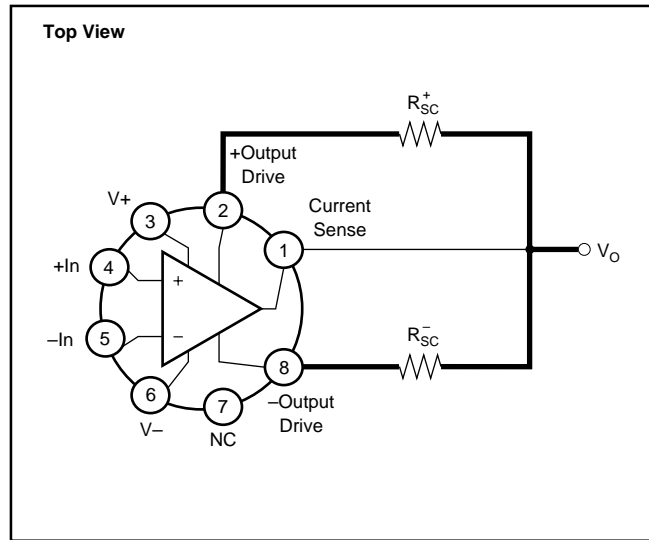 Top View
R+SC
+Output
Drive
V+
3
2
Current
Sense
1
+In
4
+
VO
–In
5
–
R–SC
8
6
7
–Output
Drive
V–
NC